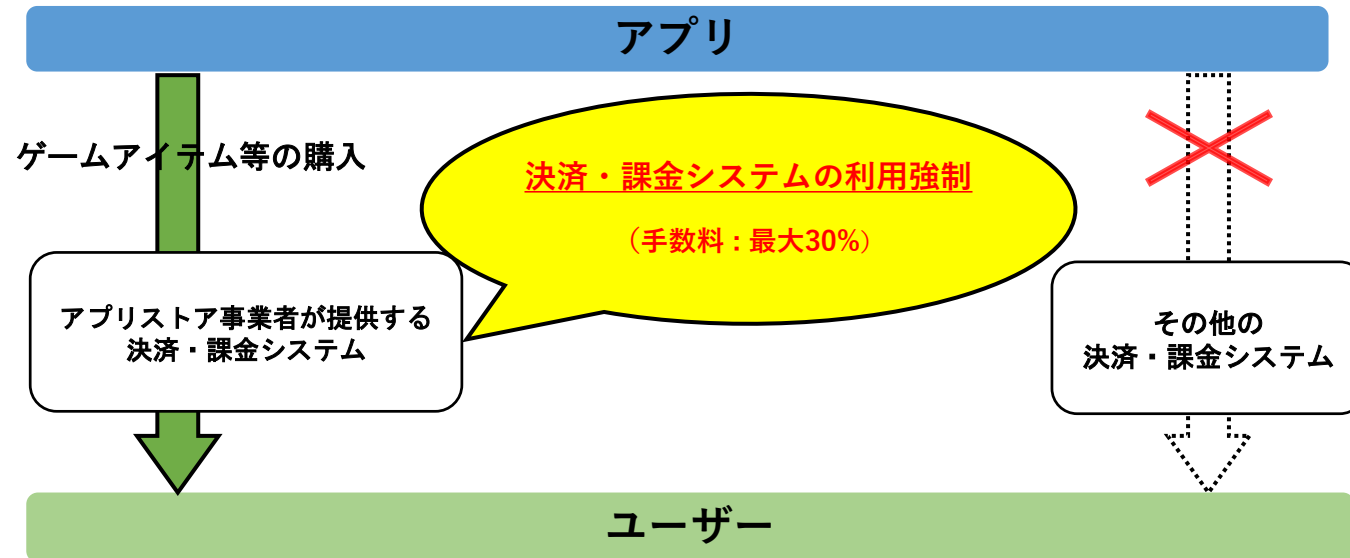 アプリ
ゲームアイテム等の購入
決済・課金システムの利用強制
（手数料：最大30%）
アプリストア事業者が提供する
決済・課金システム
その他の
決済・課金システム
ユーザー